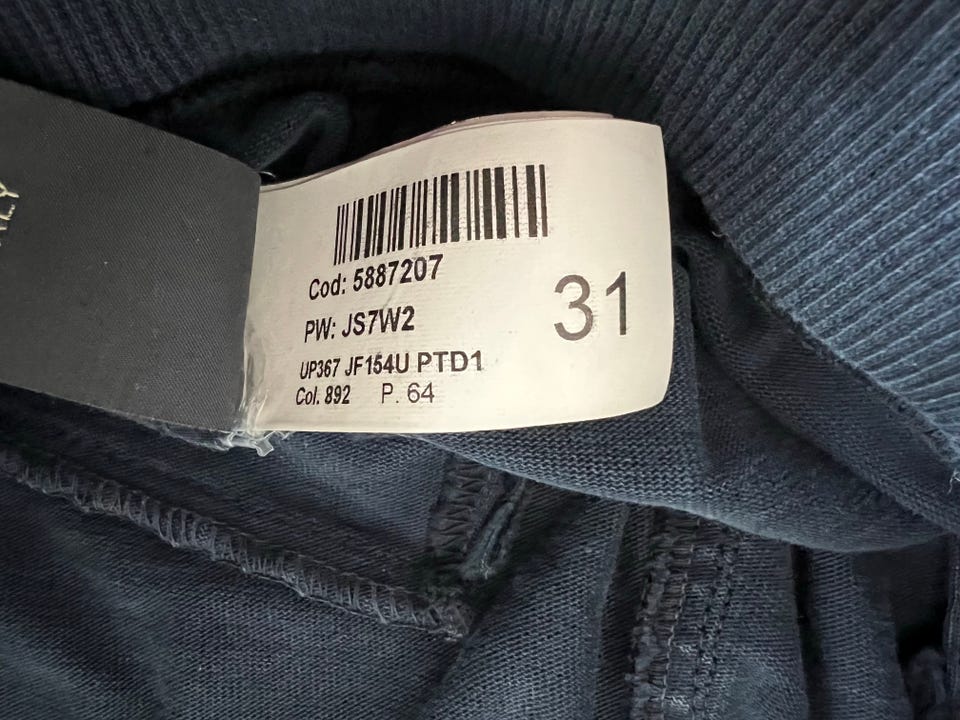 Cod: 5887207
PW: JS7W2
UP367 JF154U PTD1
Col. 892 P. 64
31